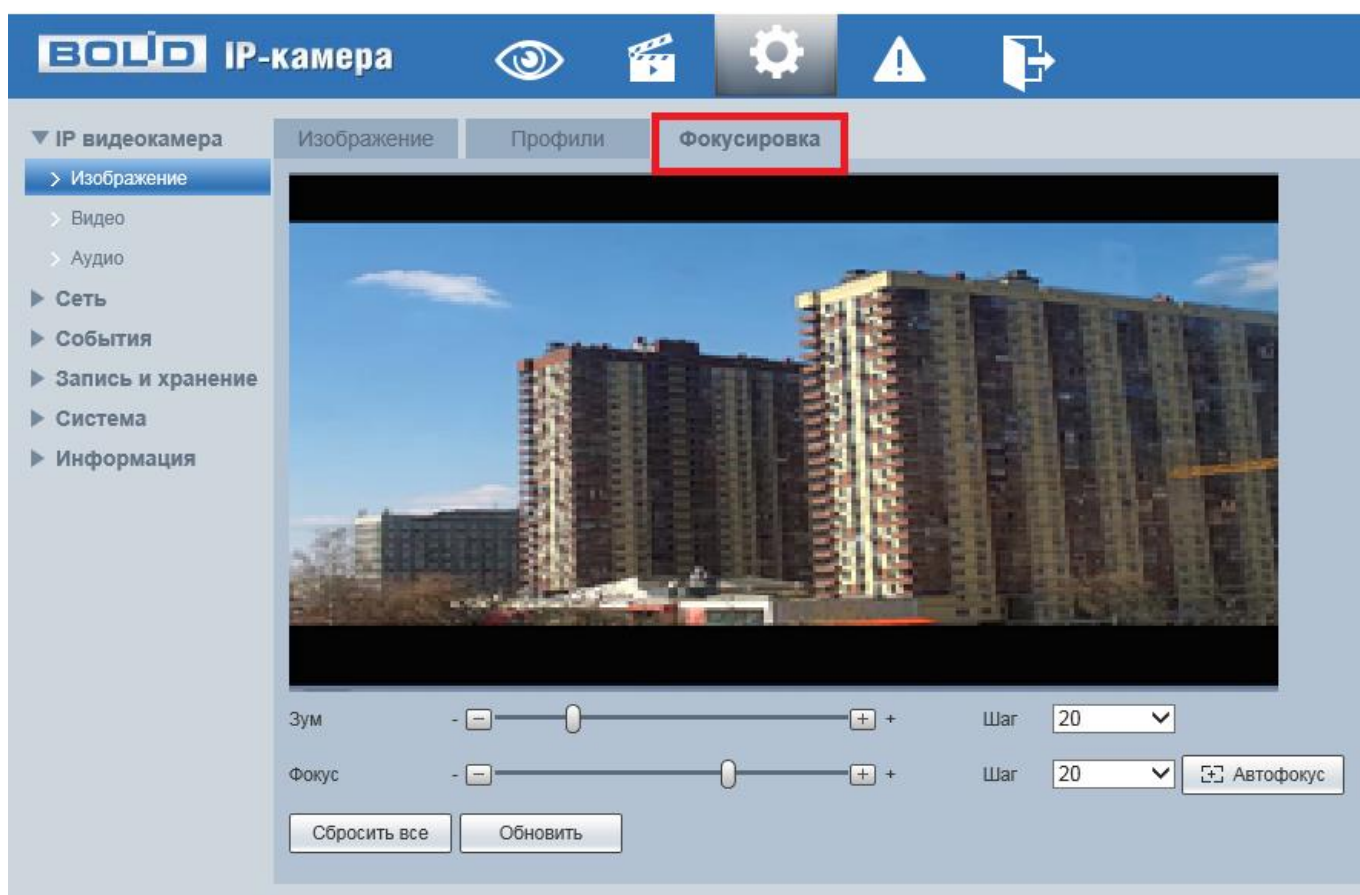 BOLID IP-камера
IP видеокамера
Изображение
Видео
Аудио
Сеть
События
Запись и хранение
Система
Информация
Изображение Профили Фокусировка
Зум - + Шаг 20
Фокус - + Шаг 20 Автофокус
Сбросить все Обновить